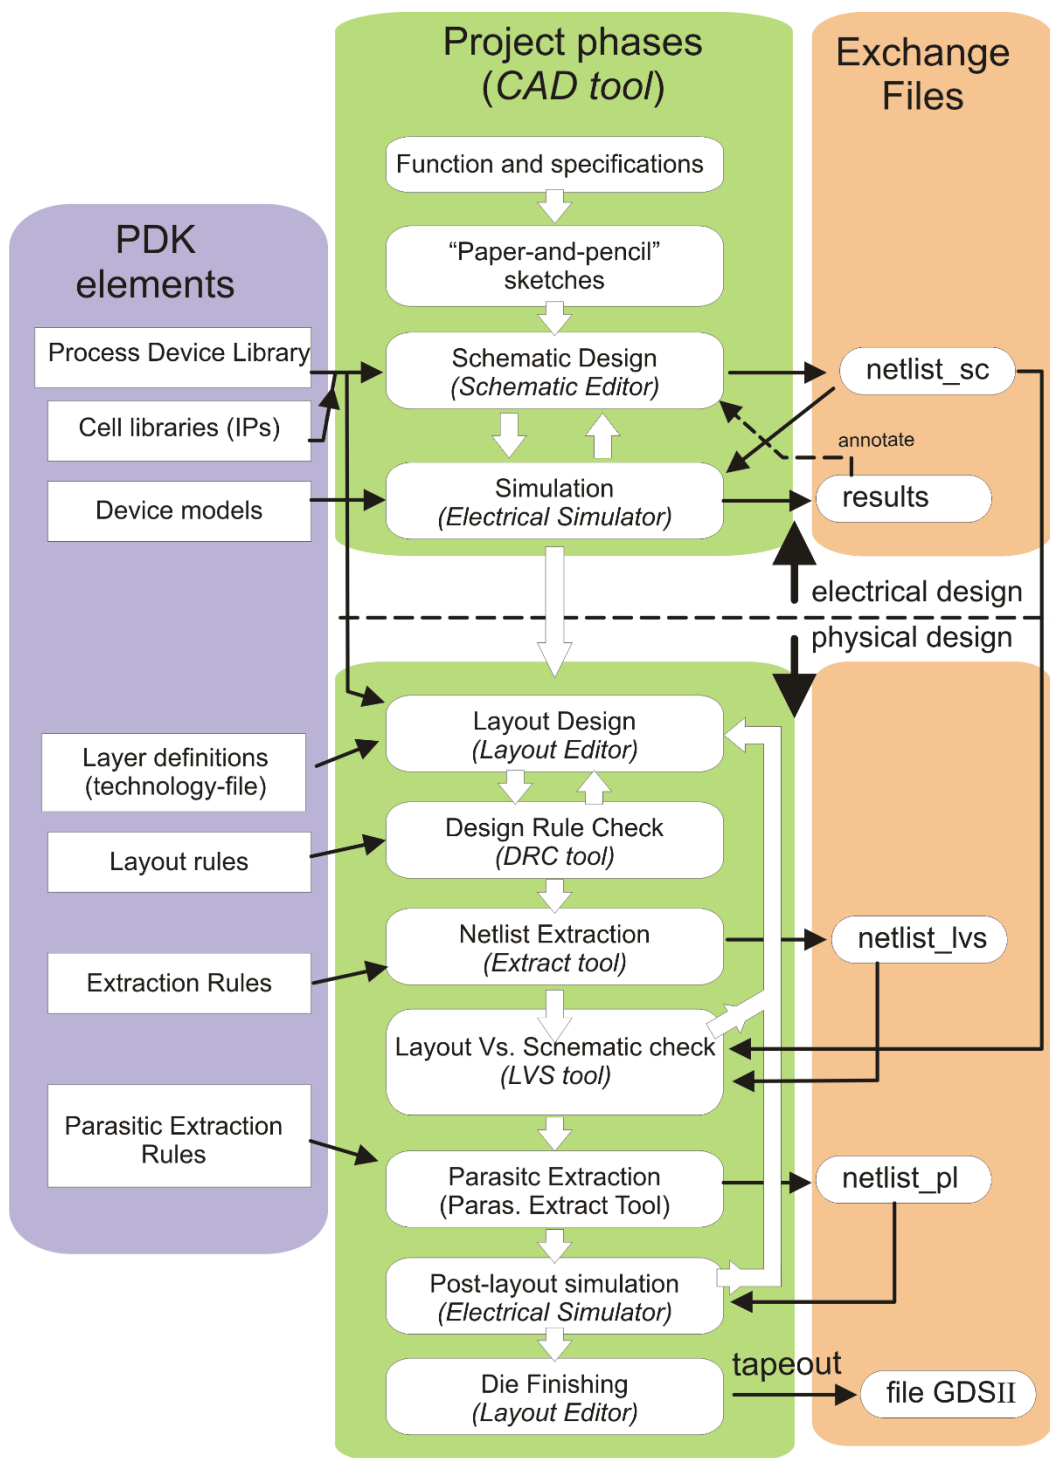 Project phases
(CAD tool)
Exchange
Files
Function and specifications
PDK
elements
“Paper-and-pencil”
sketches
Process Device Library
Schematic Design
(Schematic Editor)
netlist_sc
Cell libraries (IPs)
annotate
Device models
Simulation
(Electrical Simulator)
results
electrical design
physical design
Layout Design
(Layout Editor)
Layer definitions
(technology-file)
Design Rule Check
(DRC tool)
Layout rules
Netlist Extraction
(Extract tool)
netlist_lvs
Extraction Rules
Layout Vs. Schematic check
(LVS tool)
Parasitic Extraction
Rules
Parasitc Extraction
(Paras. Extract Tool)
netlist_pl
Post-layout simulation
(Electrical Simulator)
tapeout
Die Finishing
(Layout Editor)
file GDSII